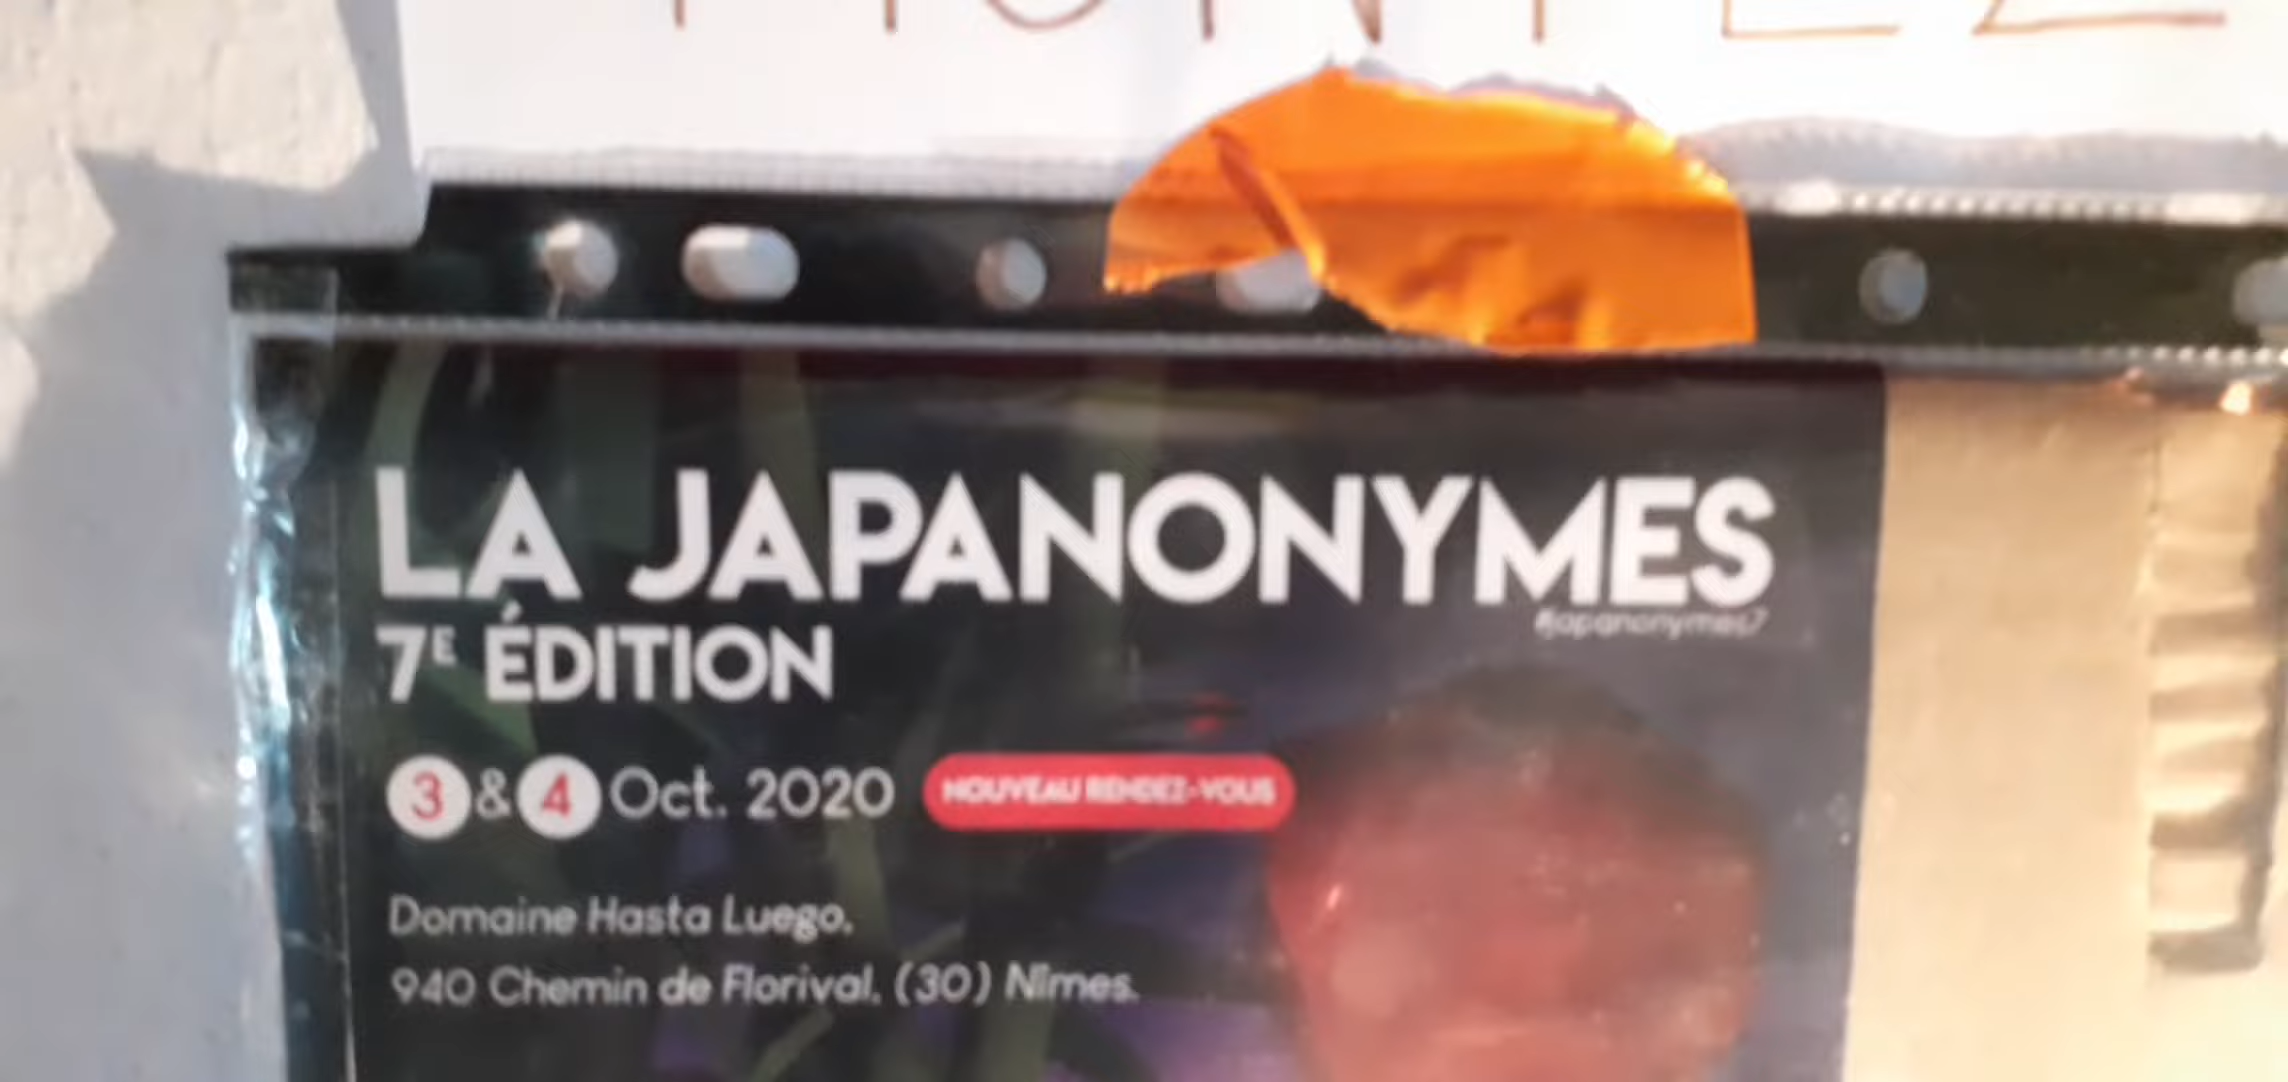 LA JAPANONYMES
#japanonymes7
7E ÉDITION
3 & 4 Oct. 2020 NOUVEAU RENDEZ-VOUS
Domaine Hasta Luego,
940 Chemin de Florival, (30) Nîmes.